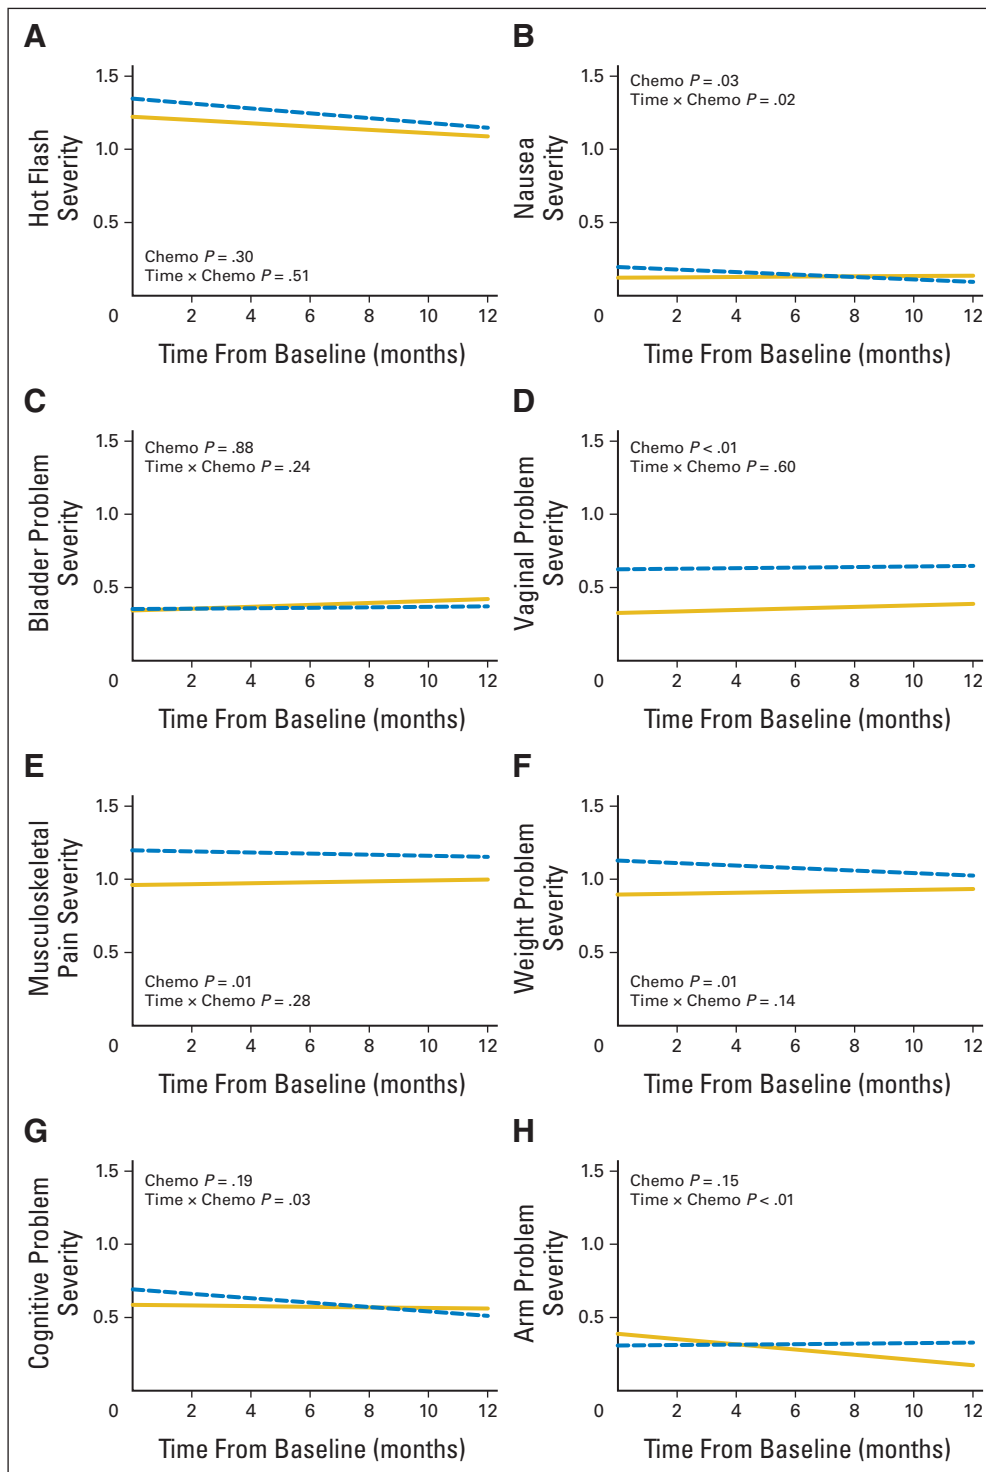 A
Hot Flash
Severity
1.5
1.0
0.5
Chemo P = .30
Time × Chemo P = .51
0 2 4 6 8 10 12
Time From Baseline (months)
B
Nausea
Severity
1.5
1.0
0.5
Chemo P = .03
Time × Chemo P = .02
0 2 4 6 8 10 12
Time From Baseline (months)
C
Bladder Problem
Severity
1.5
1.0
0.5
Chemo P = .88
Time × Chemo P = .24
0 2 4 6 8 10 12
Time From Baseline (months)
D
Vaginal Problem
Severity
1.5
1.0
0.5
Chemo P < .01
Time × Chemo P = .60
0 2 4 6 8 10 12
Time From Baseline (months)
E
Musculoskeletal
Pain Severity
1.5
1.0
0.5
Chemo P = .01
Time × Chemo P = .28
0 2 4 6 8 10 12
Time From Baseline (months)
F
Weight Problem
Severity
1.5
1.0
0.5
Chemo P = .01
Time × Chemo P = .14
0 2 4 6 8 10 12
Time From Baseline (months)
G
Cognitive Problem
Severity
1.5
1.0
0.5
Chemo P = .19
Time × Chemo P = .03
0 2 4 6 8 10 12
Time From Baseline (months)
H
Arm Problem
Severity
1.5
1.0
0.5
Chemo P = .15
Time × Chemo P < .01
0 2 4 6 8 10 12
Time From Baseline (months)